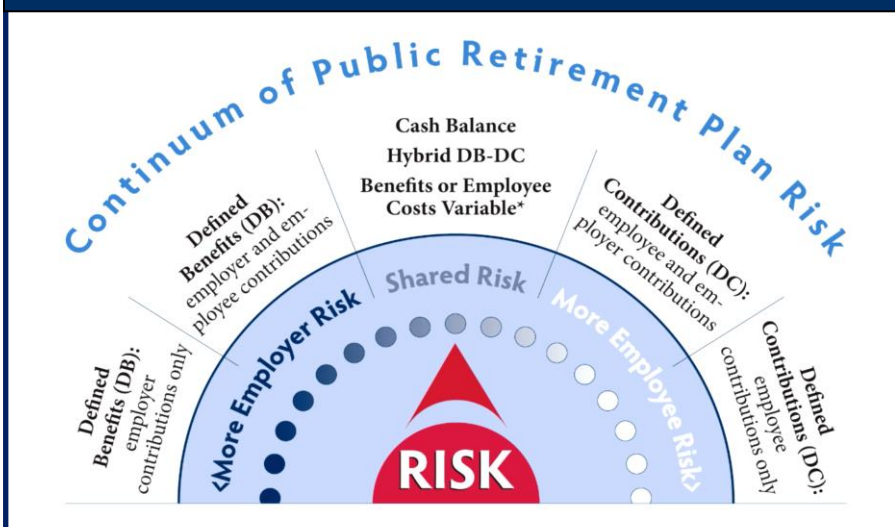 Continuum of Public Retirement Plan Risk
Defined
Benefits (DB):
employer
contributions only
Defined
Benefits (DB):
employer and em-
ployee contributions
Cash Balance
Hybrid DB-DC
Benefits or Employee
Costs Variable*
Defined
Contributions (DC):
employee and em-
ployer contributions
Defined
Contributions (DC):
employee
contributions only
<More Employer Risk
Shared Risk
More Employee Risk>
RISK